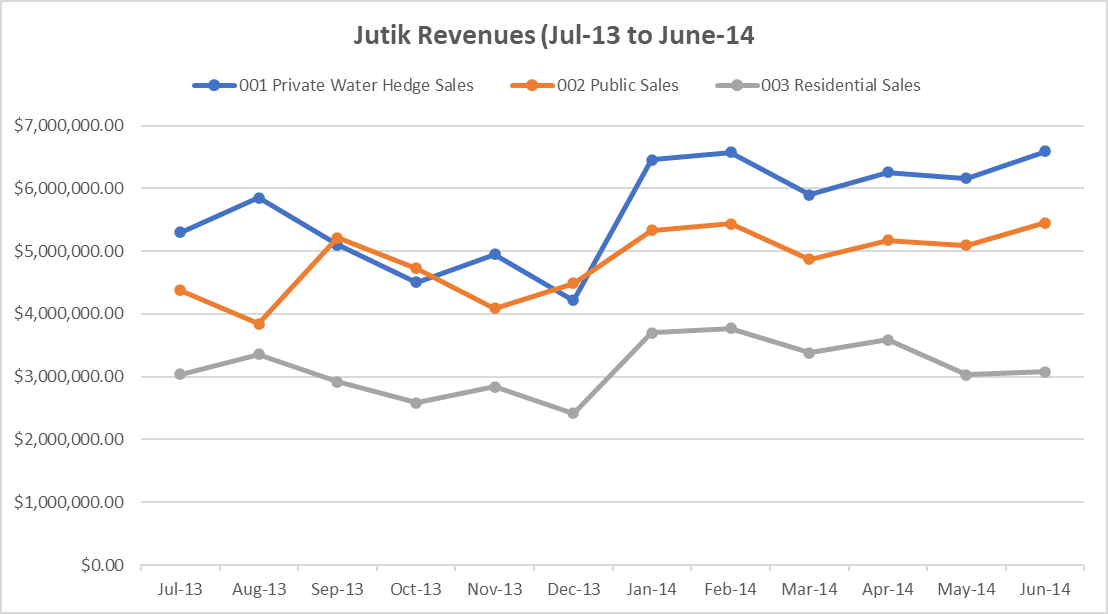 Jutik Revenues (Jul-13 to June-14
001 Private Water Hedge Sales 002 Public Sales 003 Residential Sales
$7,000,000.00
$6,000,000.00
$5,000,000.00
$4,000,000.00
$3,000,000.00
$2,000,000.00
$1,000,000.00
$0.00
Jul-13 Aug-13 Sep-13 Oct-13 Nov-13 Dec-13 Jan-14 Feb-14 Mar-14 Apr-14 May-14 Jun-14